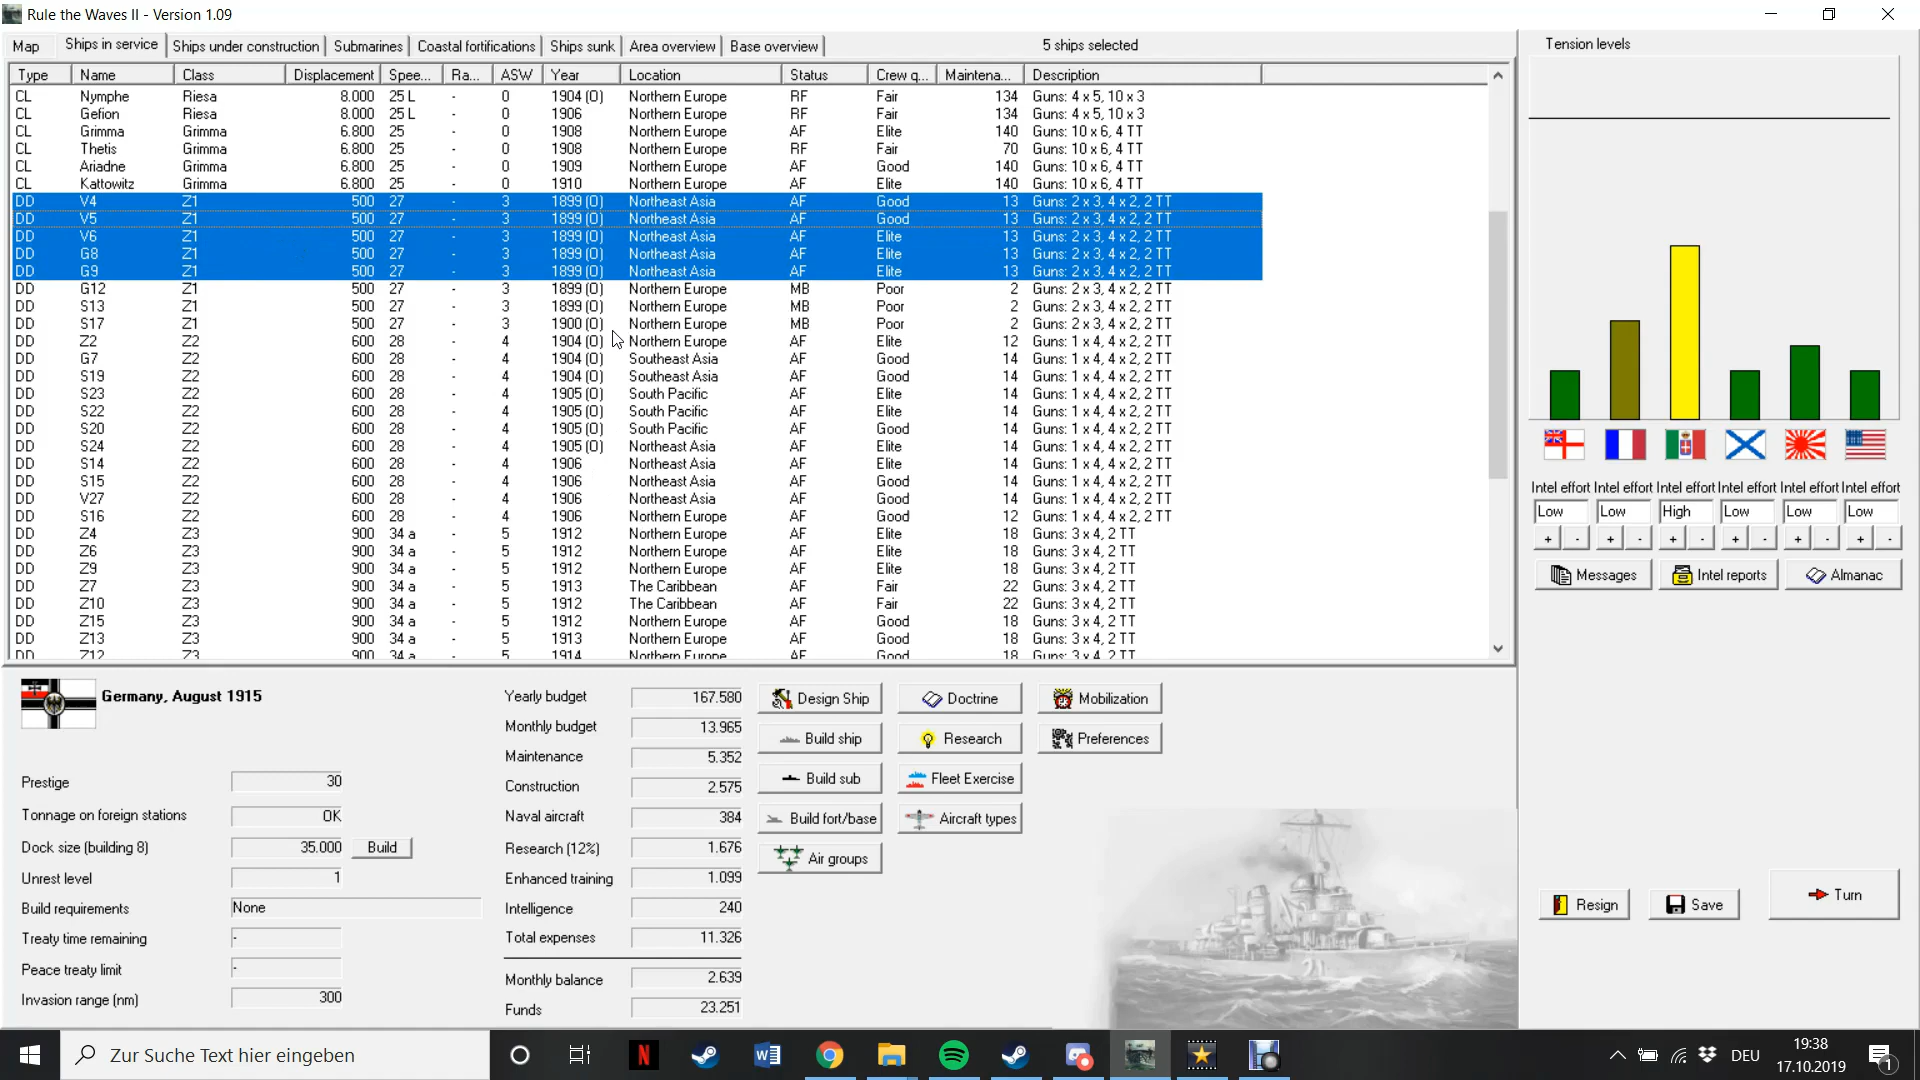 Rule the Waves II - Version 1.09
Map Ships in service Ships under construction Submarines Coastal fortifications Ships sunk Area overview Base overview 5 ships selected
Type Name Class Displacement Spee... Ra... ASW Year Location Status Crew q... Maintena... Description
CL Nymphe Riesa 8.000 25 L - 0 1904 (O) Northern Europe RF Fair 134 Guns: 4 x 5, 10 x 3
CL Gefion Riesa 8.000 25 L - 0 1906 Northern Europe RF Fair 134 Guns: 4 x 5, 10 x 3
CL Grimma Grimma 6.800 25 - 0 1908 Northern Europe AF Elite 140 Guns: 10 x 6, 4 TT
CL Thetis Grimma 6.800 25 - 0 1908 Northern Europe RF Fair 70 Guns: 10 x 6, 4 TT
CL Ariadne Grimma 6.800 25 - 0 1909 Northern Europe AF Good 140 Guns: 10 x 6, 4 TT
CL Kattowitz Grimma 6.800 25 - 0 1910 Northern Europe AF Elite 140 Guns: 10 x 6, 4 TT
DD V4 Z1 500 27 - 3 1899 (O) Northeast Asia AF Good 13 Guns: 2 x 3, 4 x 2, 2 TT
DD V5 Z1 500 27 - 3 1899 (O) Northeast Asia AF Good 13 Guns: 2 x 3, 4 x 2, 2 TT
DD V6 Z1 500 27 - 3 1899 (O) Northeast Asia AF Elite 13 Guns: 2 x 3, 4 x 2, 2 TT
DD G8 Z1 500 27 - 3 1899 (O) Northeast Asia AF Elite 13 Guns: 2 x 3, 4 x 2, 2 TT
DD G9 Z1 500 27 - 3 1899 (O) Northeast Asia AF Elite 13 Guns: 2 x 3, 4 x 2, 2 TT
DD G12 Z1 500 27 - 3 1899 (O) Northern Europe MB Poor 2 Guns: 2 x 3, 4 x 2, 2 TT
DD S13 Z1 500 27 - 3 1899 (O) Northern Europe MB Poor 2 Guns: 2 x 3, 4 x 2, 2 TT
DD S17 Z1 500 27 - 3 1900 (O) Northern Europe MB Poor 2 Guns: 2 x 3, 4 x 2, 2 TT
DD Z2 Z2 600 28 - 4 1904 (O) Northern Europe AF Elite 12 Guns: 1 x 4, 4 x 2, 2 TT
DD G7 Z2 600 28 - 4 1904 (O) Southeast Asia AF Good 14 Guns: 1 x 4, 4 x 2, 2 TT
DD S19 Z2 600 28 - 4 1904 (O) Southeast Asia AF Good 14 Guns: 1 x 4, 4 x 2, 2 TT
DD S23 Z2 600 28 - 4 1905 (O) South Pacific AF Elite 14 Guns: 1 x 4, 4 x 2, 2 TT
DD S22 Z2 600 28 - 4 1905 (O) South Pacific AF Elite 14 Guns: 1 x 4, 4 x 2, 2 TT
DD S20 Z2 600 28 - 4 1905 (O) South Pacific AF Good 14 Guns: 1 x 4, 4 x 2, 2 TT
DD S24 Z2 600 28 - 4 1905 (O) Northeast Asia AF Elite 14 Guns: 1 x 4, 4 x 2, 2 TT
DD S14 Z2 600 28 - 4 1906 Northeast Asia AF Elite 14 Guns: 1 x 4, 4 x 2, 2 TT
DD S15 Z2 600 28 - 4 1906 Northeast Asia AF Good 14 Guns: 1 x 4, 4 x 2, 2 TT
DD V27 Z2 600 28 - 4 1906 Northeast Asia AF Good 14 Guns: 1 x 4, 4 x 2, 2 TT
DD S16 Z2 600 28 - 4 1906 Northern Europe AF Good 12 Guns: 1 x 4, 4 x 2, 2 TT
DD Z4 Z3 900 34 a - 5 1912 Northern Europe AF Elite 18 Guns: 3 x 4, 2 TT
DD Z6 Z3 900 34 a - 5 1912 Northern Europe AF Elite 18 Guns: 3 x 4, 2 TT
DD Z9 Z3 900 34 a - 5 1912 Northern Europe AF Elite 18 Guns: 3 x 4, 2 TT
DD Z7 Z3 900 34 a - 5 1913 The Caribbean AF Fair 22 Guns: 3 x 4, 2 TT
DD Z10 Z3 900 34 a - 5 1912 The Caribbean AF Fair 22 Guns: 3 x 4, 2 TT
DD Z15 Z3 900 34 a - 5 1912 Northern Europe AF Good 18 Guns: 3 x 4, 2 TT
DD Z13 Z3 900 34 a - 5 1913 Northern Europe AF Good 18 Guns: 3 x 4, 2 TT
DD Z12 Z3 900 34 a - 5 1914 Northern Europe AF Good 18 Guns: 3 x 4, 2 TT
Tension levels
Intel effort Intel effort Intel effort Intel effort Intel effort Intel effort
Low Low High Low Low Low
+ - + - + - + - + - + -
Messages Intel reports Almanac
Germany, August 1915
Prestige 30
Tonnage on foreign stations OK
Dock size (building 8) 35.000 Build
Unrest level 1
Build requirements None
Treaty time remaining -
Peace treaty limit -
Invasion range (nm) 300
Yearly budget 167.580
Monthly budget 13.965
Maintenance 5.352
Construction 2.575
Naval aircraft 384
Research (12%) 1.676
Enhanced training 1.099
Intelligence 240
Total expenses 11.326
Monthly balance 2.639
Funds 23.251
Design Ship Doctrine Mobilization
Build ship Research Preferences
Build sub Fleet Exercise
Build fort/base Aircraft types
Air groups
Resign Save Turn
Zur Suche Text hier eingeben
DEU
19:38
17.10.2019
1